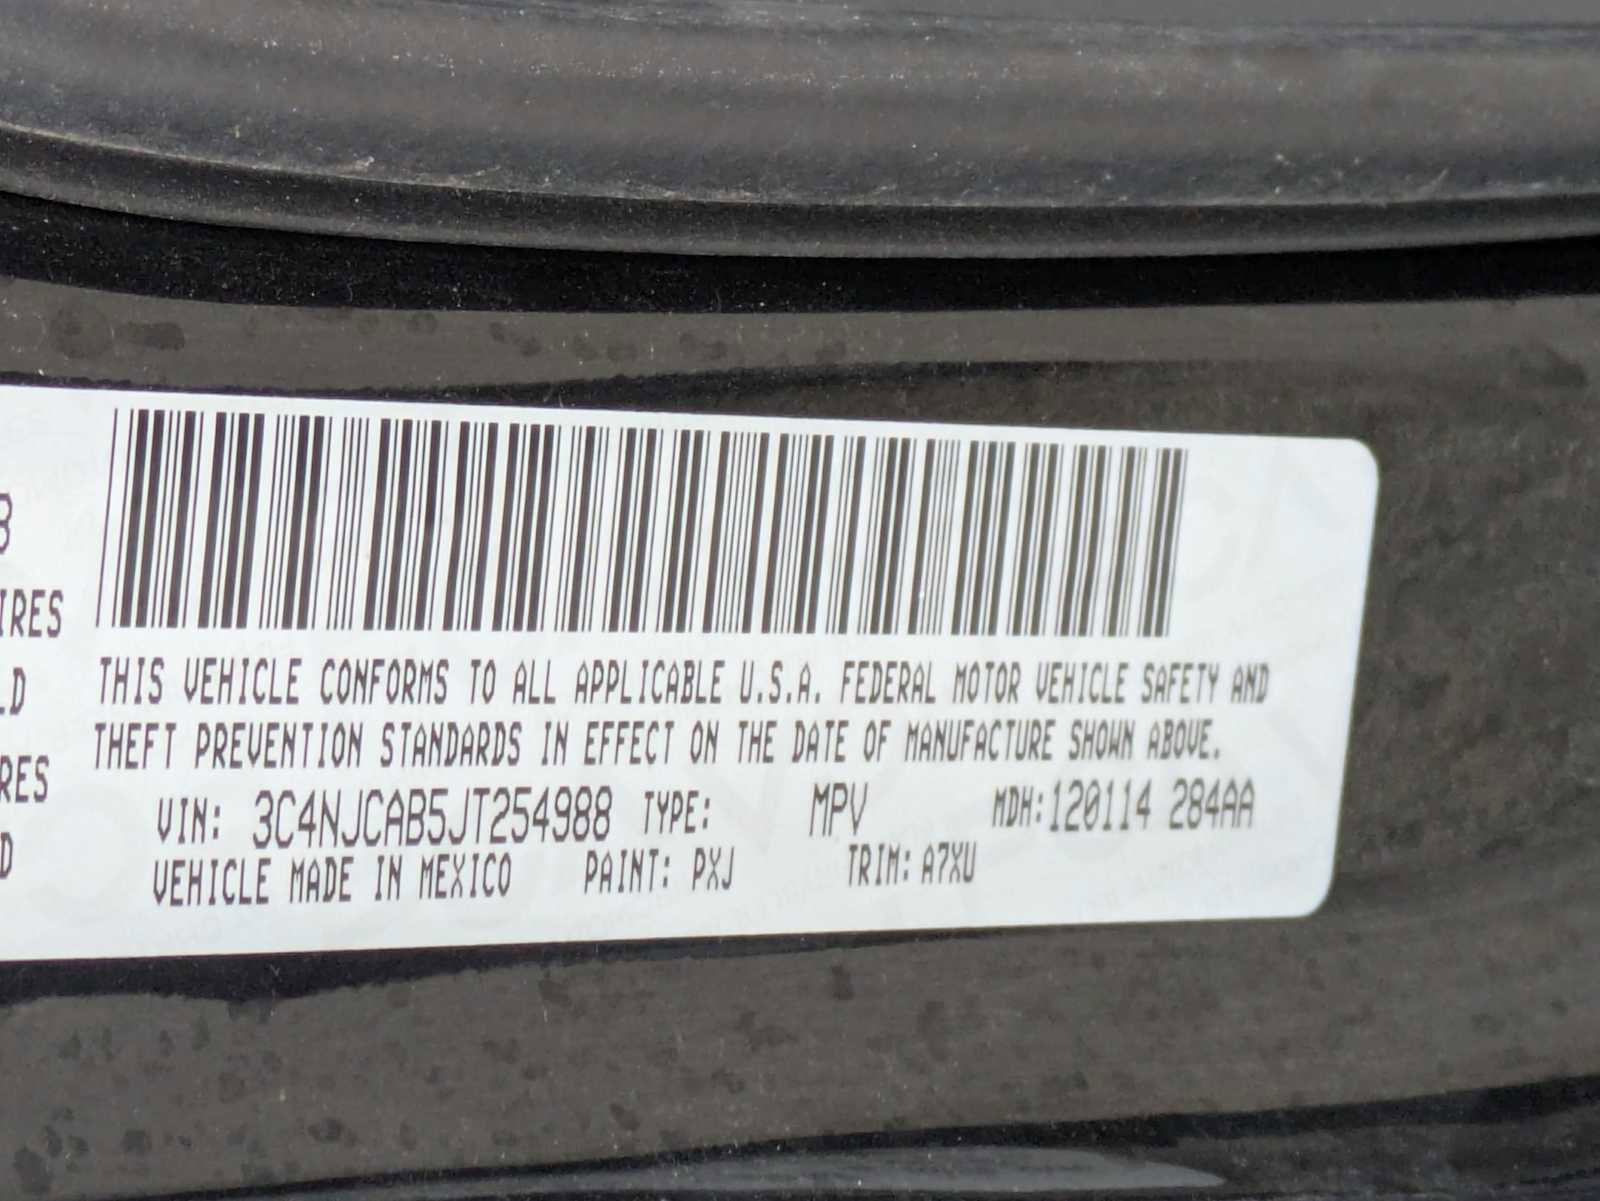 8
IRES
LD
RES
D
THIS VEHICLE CONFORMS TO ALL APPLICABLE U.S.A. FEDERAL MOTOR VEHICLE SAFETY AND
THEFT PREVENTION STANDARDS IN EFFECT ON THE DATE OF MANUFACTURE SHOWN ABOVE.
VIN: 3C4NJCAB5JT254988 TYPE: MPV MDH:120114 284AA
VEHICLE MADE IN MEXICO PAINT: PXJ TRIM: A7XU